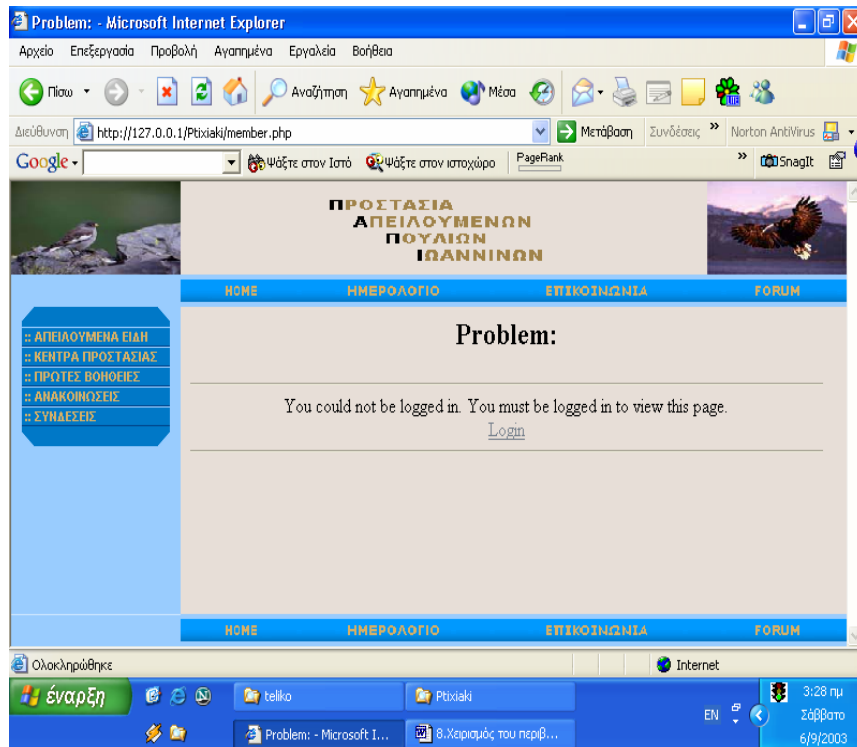 Problem: - Microsoft Internet Explorer
Αρχείο Επεξεργασία Προβολή Αγαπημένα Εργαλεία Βοήθεια
Πίσω Αναζήτηση Αγαπημένα Μέσα
Διεύθυνση http://127.0.0.1/Ptixiaki/member.php Μετάβαση Συνδέσεις » Norton AntiVirus
Google Ψάξτε στον Ιστό Ψάξτε στον ιστοχώρο PageRank » SnagIt
ΠΡΟΣΤΑΣΙΑ
ΑΠΕΙΛΟΥΜΕΝΩΝ
ΠΟΥΛΙΩΝ
ΙΩΑΝΝΙΝΩΝ
HOME ΗΜΕΡΟΛΟΓΙΟ ΕΠΙΚΟΙΝΩΝΙΑ FORUM
:: ΑΠΕΙΛΟΥΜΕΝΑ ΕΙΔΗ
:: ΚΕΝΤΡΑ ΠΡΟΣΤΑΣΙΑΣ
:: ΠΡΩΤΕΣ ΒΟΗΘΕΙΕΣ
:: ΑΝΑΚΟΙΝΩΣΕΙΣ
:: ΣΥΝΔΕΣΕΙΣ
Problem:
You could not be logged in. You must be logged in to view this page.
Login
HOME ΗΜΕΡΟΛΟΓΙΟ ΕΠΙΚΟΙΝΩΝΙΑ FORUM
Ολοκληρώθηκε Internet
έναρξη teliko Ptixiaki 3:28 πμ
EN Σάββατο
Problem: - Microsoft I... 8.Χειρισμός του περιβ... 6/9/2003